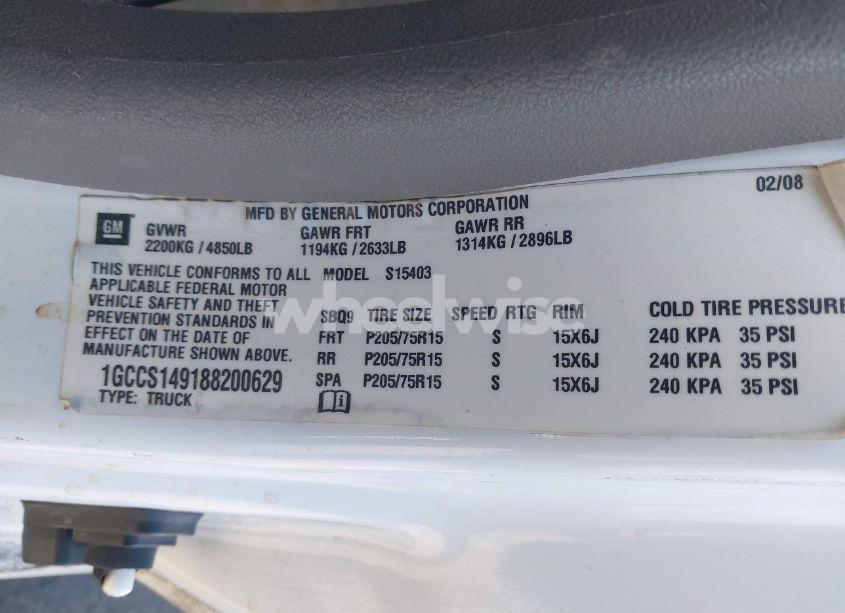 02/08
MFD BY GENERAL MOTORS CORPORATION
GM
GVWR GAWR FRT GAWR RR
2200KG / 4850LB 1194KG / 2633LB 1314KG / 2896LB
THIS VEHICLE CONFORMS TO ALL MODEL S15403
APPLICABLE FEDERAL MOTOR
VEHICLE SAFETY AND THEFT
PREVENTION STANDARDS IN
EFFECT ON THE DATE OF
MANUFACTURE SHOWN ABOVE.
SBQ9 TIRE SIZE SPEED RTG RIM COLD TIRE PRESSURE
FRT P205/75R15 S 15X6J 240 KPA 35 PSI
RR P205/75R15 S 15X6J 240 KPA 35 PSI
SPA P205/75R15 S 15X6J 240 KPA 35 PSI
1GCCS149188200629
TYPE: TRUCK
wheelwise